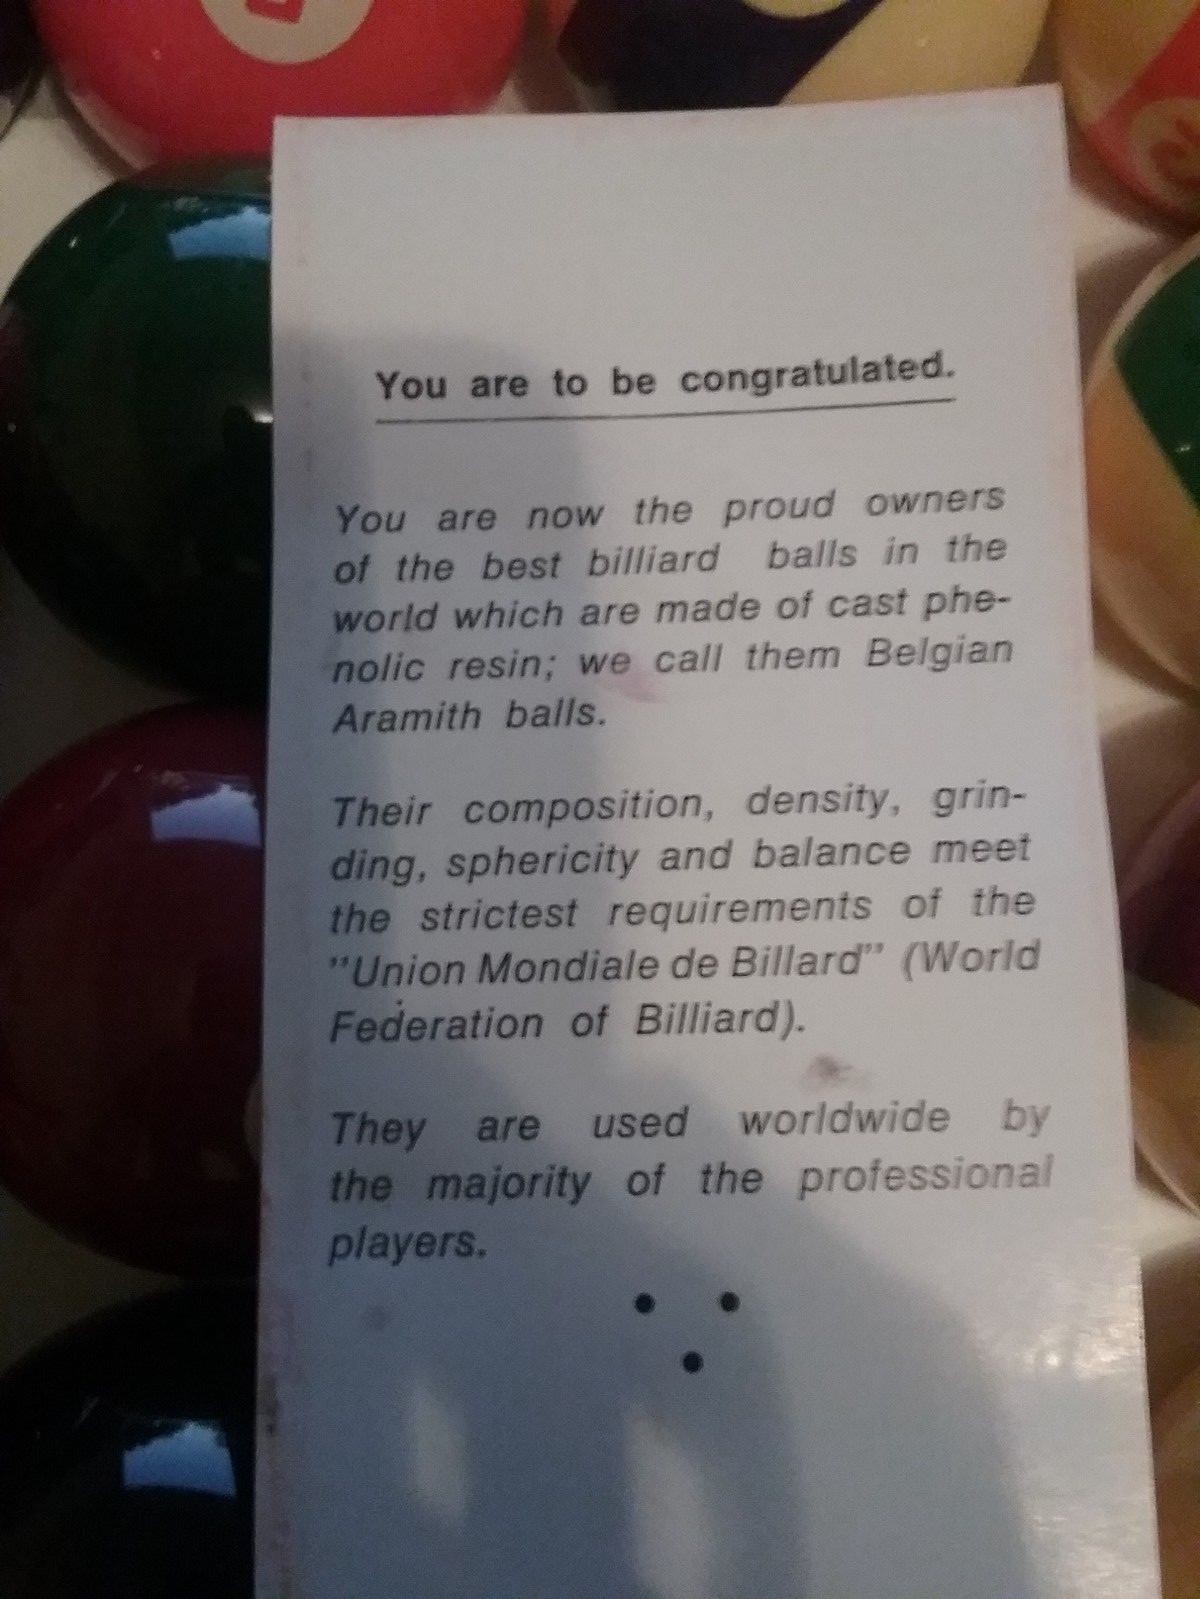 You are to be congratulated.
You are now the proud owners
of the best billiard balls in the
world which are made of cast phe-
nolic resin; we call them Belgian
Aramith balls.
Their composition, density, grin-
ding, sphericity and balance meet
the strictest requirements of the
"Union Mondiale de Billard" (World
Federation of Billiard).
They are used worldwide by
the majority of the professional
players.